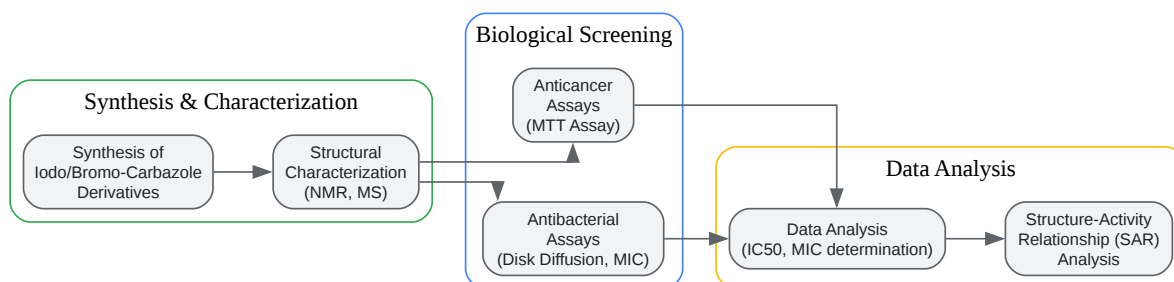 Synthesis & Characterization
Synthesis of
Iodo/Bromo-Carbazole
Derivatives
Structural
Characterization
(NMR, MS)
Biological Screening
Anticancer
Assays
(MTT Assay)
Antibacterial
Assays
(Disk Diffusion, MIC)
Data Analysis
Data Analysis
(IC50, MIC determination)
Structure-Activity
Relationship (SAR)
Analysis